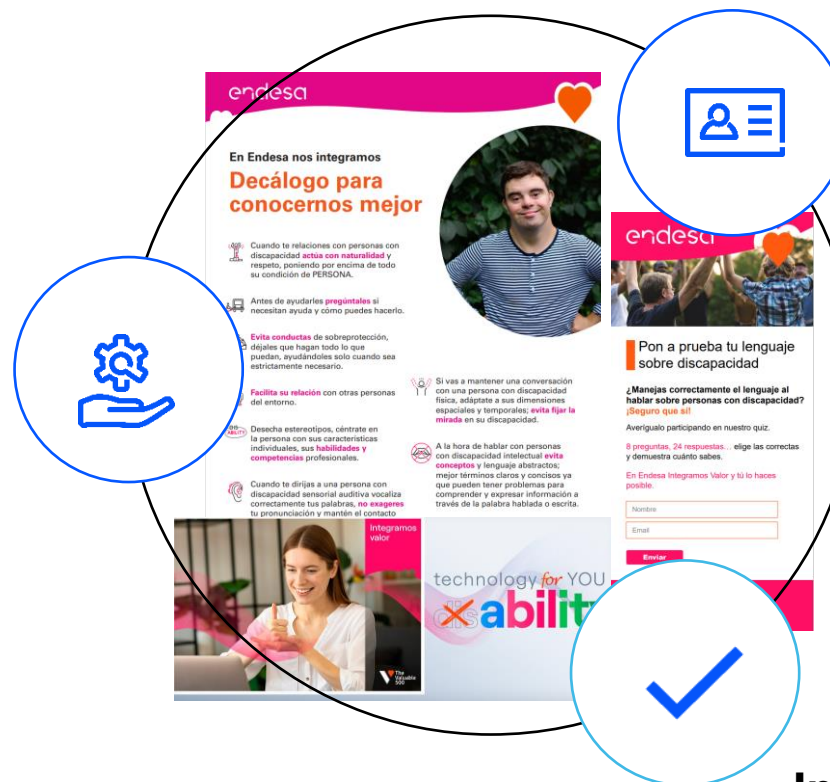 endesa
En Endesa nos integramos
Decálogo para
conocernos mejor
Cuando te relaciones con personas con
discapacidad actúa con naturalidad y
respeto, poniendo por encima de todo
su condición de PERSONA.
Antes de ayudarles pregúntales si
necesitan ayuda y cómo puedes hacerlo.
Evita conductas de sobreprotección,
déjales que hagan todo lo que
puedan, ayudándoles solo cuando sea
estrictamente necesario.
Facilita su relación con otras personas
del entorno.
ABILITY
Desecha estereotipos, céntrate en
la persona con sus características
individuales, sus habilidades y
competencias profesionales.
Cuando te dirijas a una persona con
discapacidad sensorial auditiva vocaliza
correctamente tus palabras, no exageres
tu pronunciación y mantén el contacto
Si vas a mantener una conversación
con una persona con discapacidad
física, adáptate a sus dimensiones
espaciales y temporales; evita fijar la
mirada en su discapacidad.
A la hora de hablar con personas
con discapacidad intelectual evita
conceptos y lenguaje abstractos;
mejor términos claros y concisos ya
que pueden tener problemas para
comprender y expresar información a
través de la palabra hablada o escrita.
endesa
Pon a prueba tu lenguaje
sobre discapacidad
¿Manejas correctamente el lenguaje al
hablar sobre personas con discapacidad?
¡Seguro que sí!
Averígualo participando en nuestro quiz.
8 preguntas, 24 respuestas… elige las correctas
y demuestra cuánto sabes.
En Endesa Integramos Valor y tú lo haces
posible.
Nombre
Email
Enviar
Integramos
valor
The
Valuable
500
technology for YOU
disability